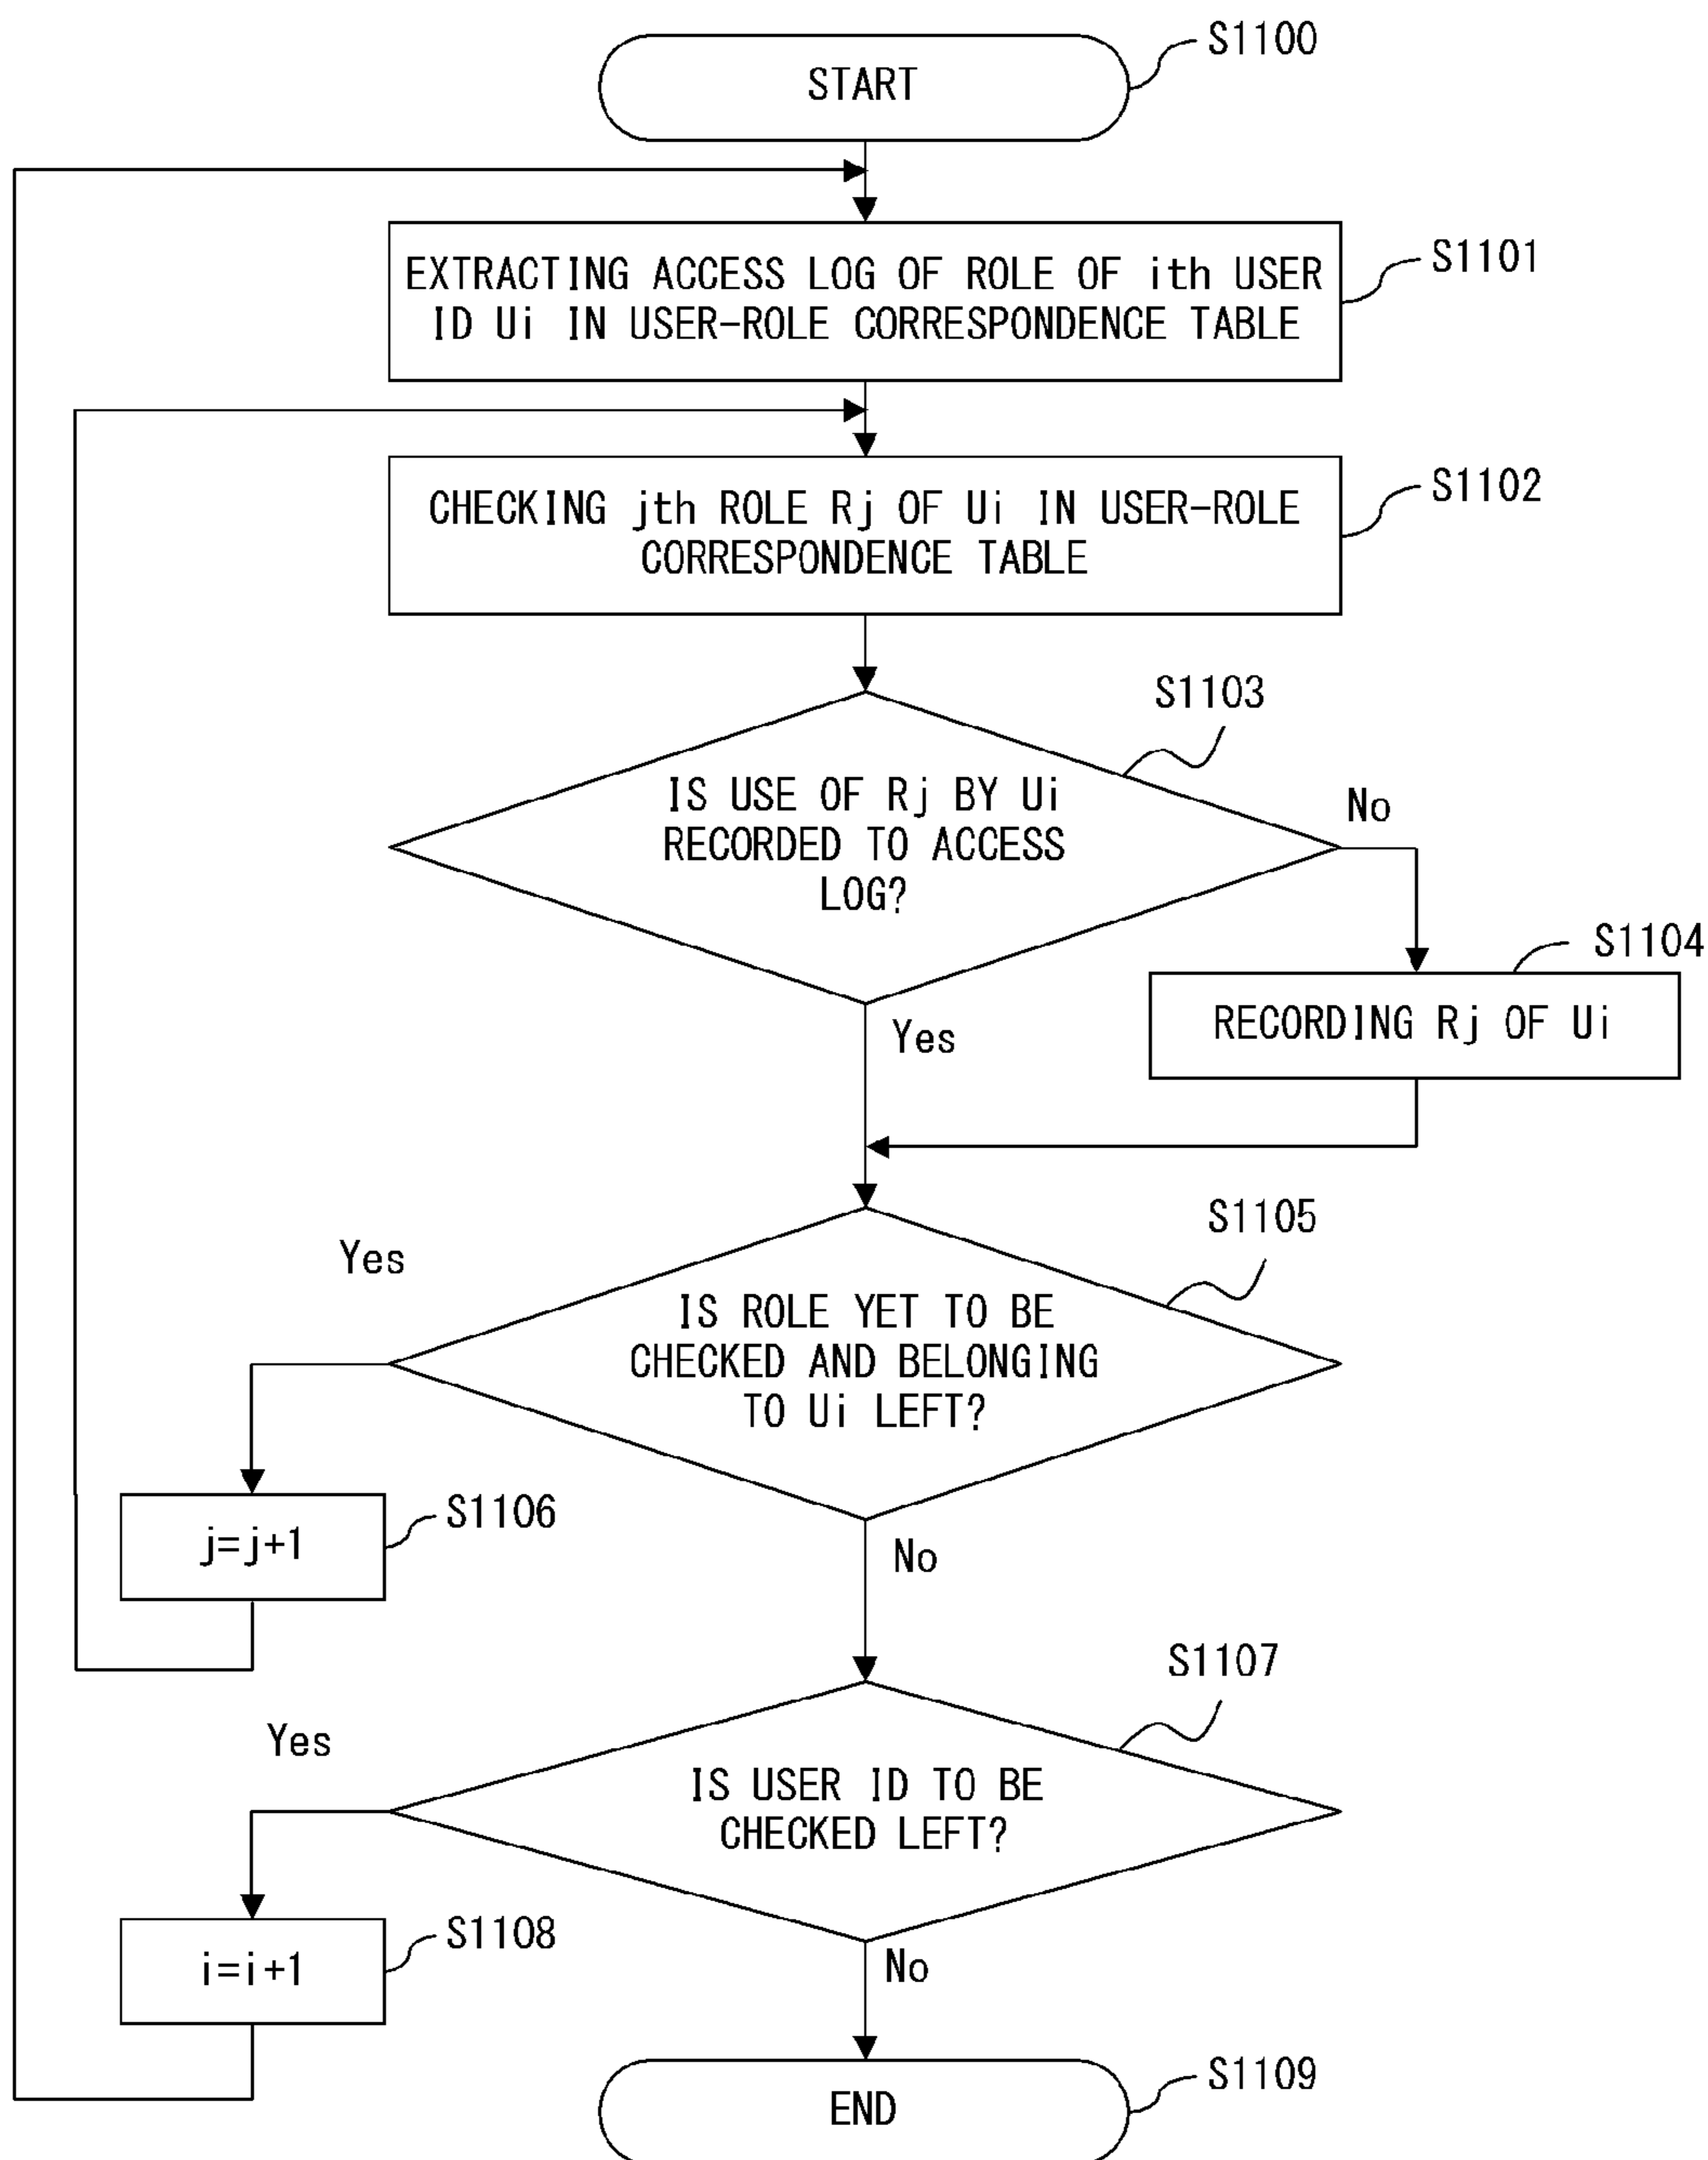 S1100
START
S1101
EXTRACTING ACCESS LOG OF ROLE OF ith USER
ID Ui IN USER-ROLE CORRESPONDENCE TABLE
S1102
CHECKING jth ROLE Rj OF Ui IN USER-ROLE
CORRESPONDENCE TABLE
S1103
IS USE OF Rj BY Ui
RECORDED TO ACCESS
LOG?
No
S1104
RECORDING Rj OF Ui
Yes
S1105
Yes
IS ROLE YET TO BE
CHECKED AND BELONGING
TO Ui LEFT?
S1106
j=j+1
No
S1107
Yes
IS USER ID TO BE
CHECKED LEFT?
S1108
i=i+1
No
S1109
END